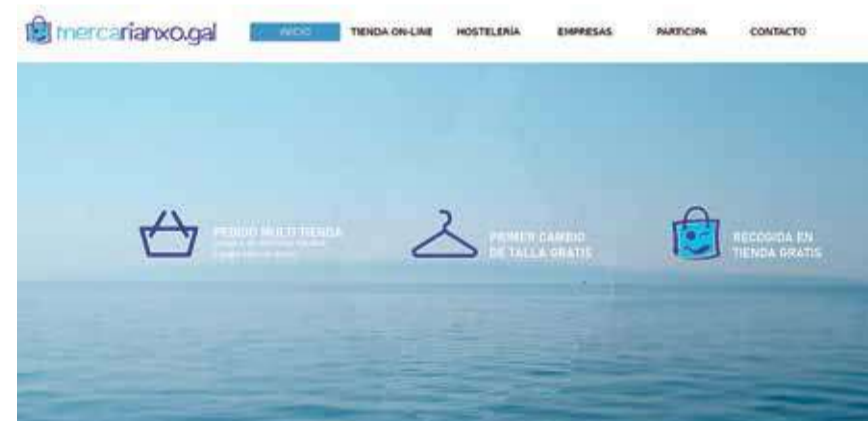 mercarianxo.gal
INICIO
TIENDA ON-LINE
HOSTELERÍA
EMPRESAS
PARTICIPA
CONTACTO
PEDIDO MULTI TIENDA
PRIMER CAMBIO
DE TALLA GRATIS
RECOGIDA EN
TIENDA GRATIS